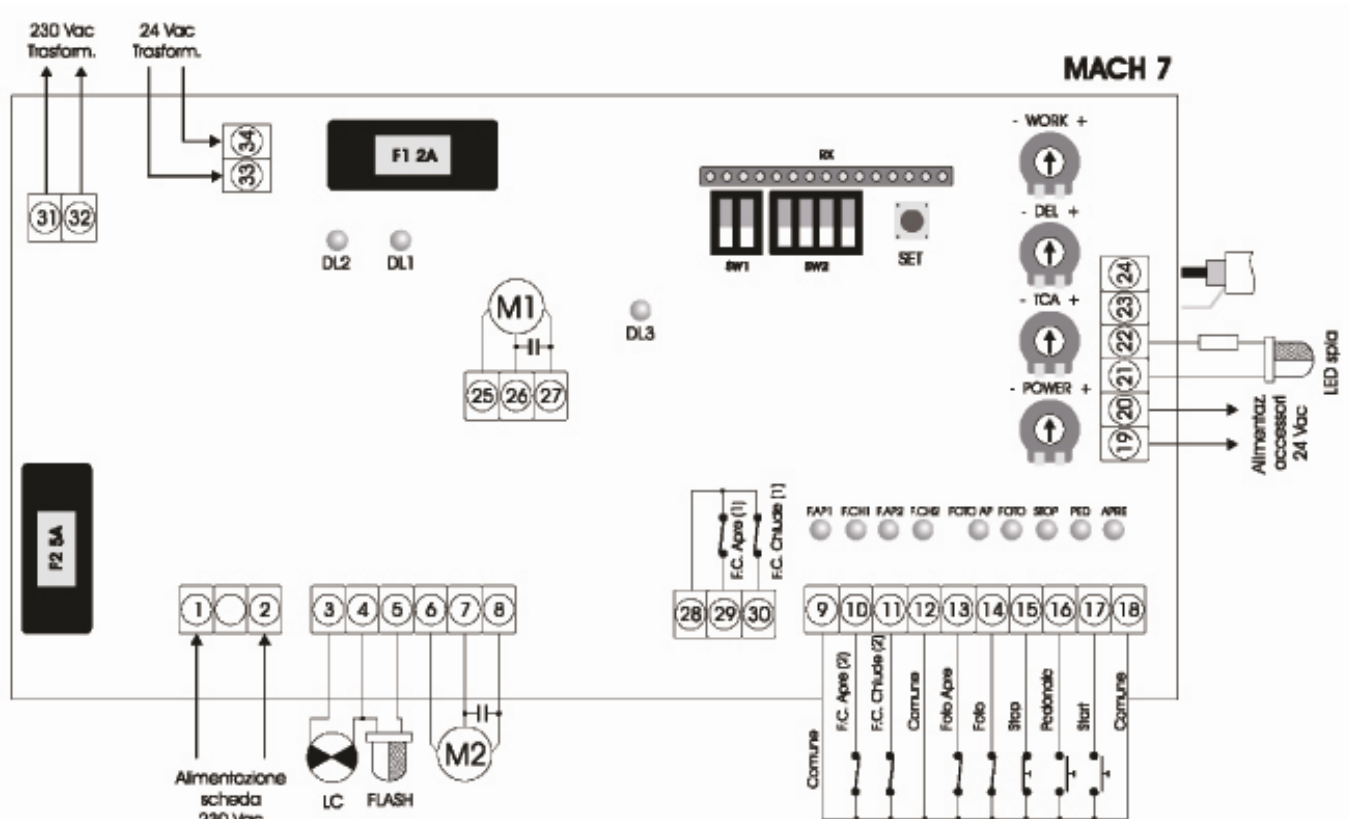 230 Vac
Trasform.
24 Vac
Trasform.
MACH 7
34
33
31 32
F1 2A
DL2 DL1
M1
25 26 27
DL3
RX
SW1 SW2 SET
- WORK +
- DEL +
- TCA +
- POWER +
24
23
22
21
20
19
LED spia
Alimentaz.
accessori
24 Vac
F2 5A
1 2
3 4 5 6 7 8
F.C. Apre (1)
F.C. Chiude (1)
28 29 30
F.AP1 F.CH1 F.AP2 F.CH2 FOTO AP FOTO STOP PED APRE
9 10 11 12 13 14 15 16 17 18
Comune
F.C. Apre (2)
F.C. Chiude (2)
Comune
Foto Apre
Foto
Stop
Pedonale
Start
Comune
Alimentazione
scheda
230 Vac
LC
FLASH
M2